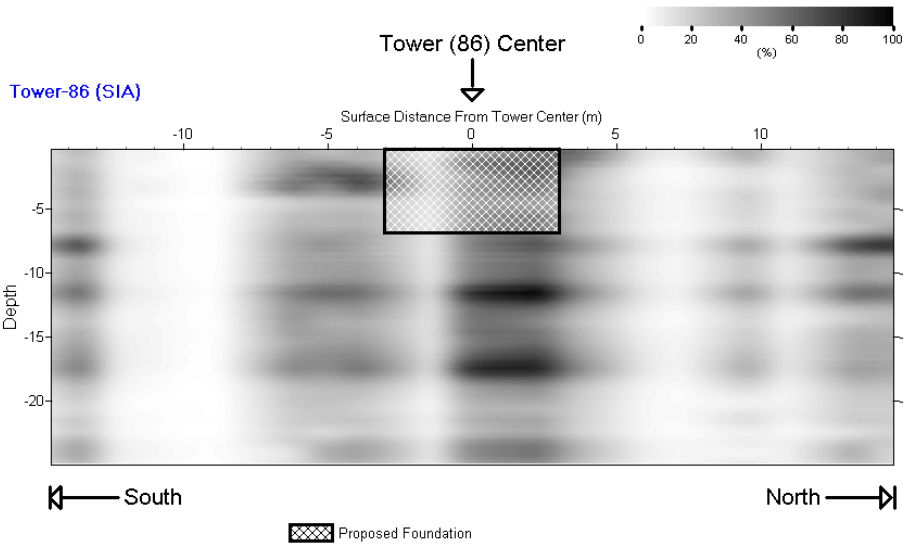 0 20 40 60 80 100
(%)
Tower (86) Center
Tower-86 (SIA)
Surface Distance From Tower Center (m)
-10 -5 0 5 10
-5
-10
-15
-20
Depth
South
North
Proposed Foundation